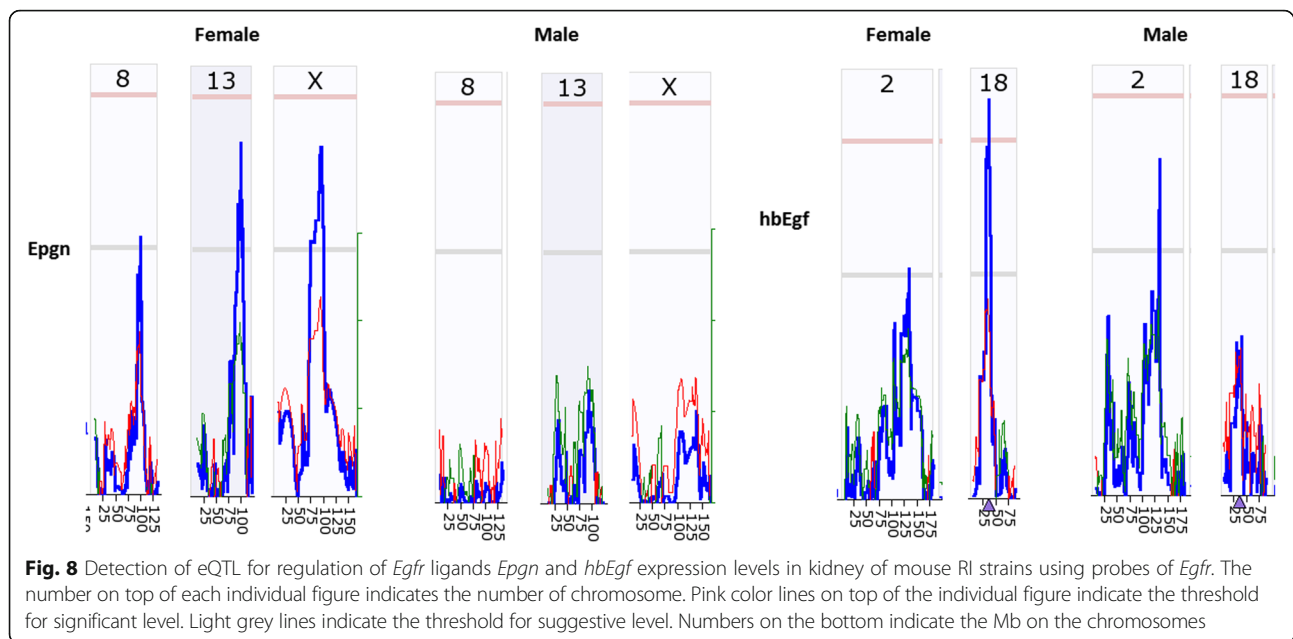 Female Male Female Male
8 13 X 8 13 X 2 18 2 18
Epgn
hbEgf
25 50 75 100 125 25 50 75 100 25 50 75 100 125 150 25 50 75 100 125 25 50 75 100 25 50 75 100 125 150 25 50 75 100 125 150 175 25 50 75 25 50 75 100 125 150 175 25 50 75
Fig. 8 Detection of eQTL for regulation of Egfr ligands Epgn and hbEgf expression levels in kidney of mouse RI strains using probes of Egfr. The
number on top of each individual figure indicates the number of chromosome. Pink color lines on top of the individual figure indicate the threshold
for significant level. Light grey lines indicate the threshold for suggestive level. Numbers on the bottom indicate the Mb on the chromosomes